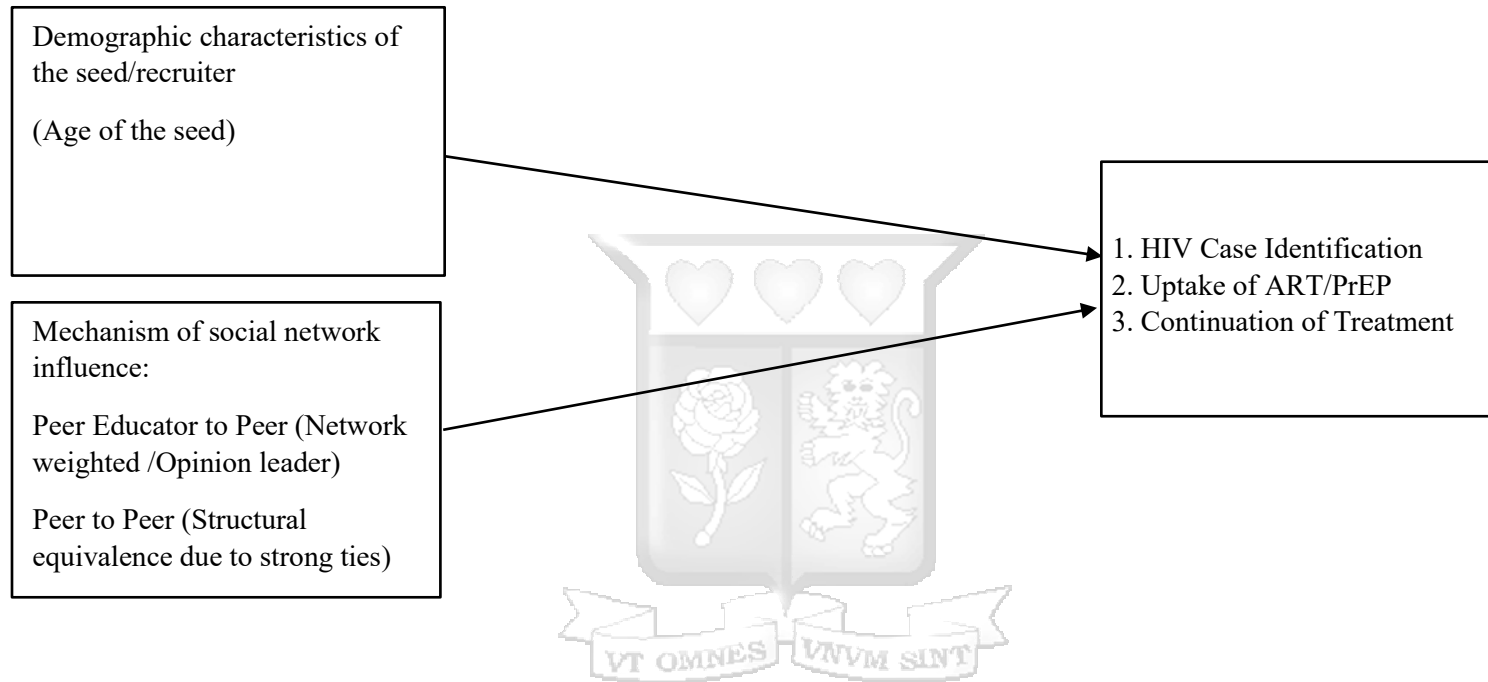 Demographic characteristics of
the seed/recruiter
(Age of the seed)
Mechanism of social network
influence:
Peer Educator to Peer (Network
weighted /Opinion leader)
Peer to Peer (Structural
equivalence due to strong ties)
1. HIV Case Identification
2. Uptake of ART/PrEP
3. Continuation of Treatment
VT OMNES VNVM SINT